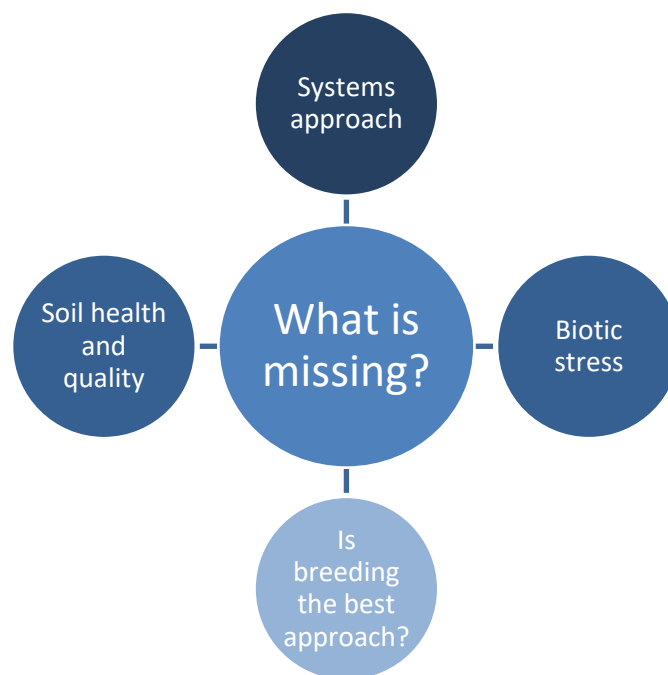 Systems
approach
Soil health
and
quality
What is
missing?
Biotic
stress
Is
breeding
the best
approach?